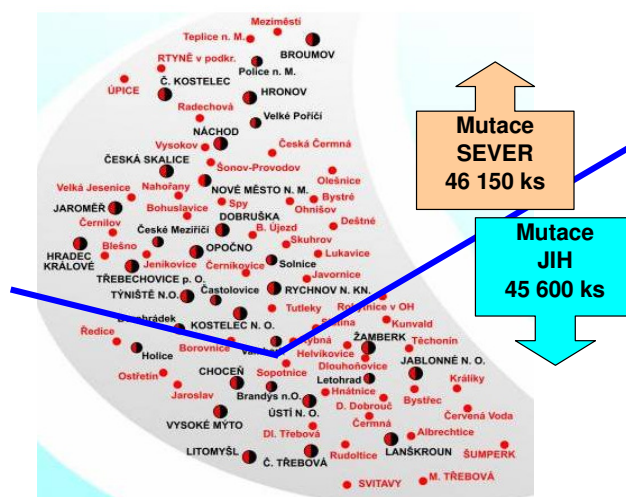 Meziměstí
Teplice n. M.
BROUMOV
RTYNĚ v podkr.
Police n. M.
Č. KOSTELEC
ÚPICE
HRONOV
Radechová
Velké Poříčí
NÁCHOD
Vysokov
Česká Čermná
ČESKÁ SKALICE
Šonov-Provodov
Olešnice
Velká Jesenice
Nahořany
NOVÉ MĚSTO N. M.
Bystré
Spy
Ohnišov
JAROMĚŘ
Bohuslavice
DOBRUŠKA
Deštné
Černilov
České Meziříčí
B. Újezd
Skuhrov
Blešno
OPOČNO
Lukavice
HRADEC
KRÁLOVÉ
Jeníkovice
Černíkovice
Solnice
Javornice
TŘEBECHOVICE p. O.
TÝNIŠTĚ N.O.
Častolovice
RYCHNOV N. KN.
Tutleky
Rokytnice v OH
KOSTELEC N. O.
Kunvald
Ředice
Borovnice
Rybná
ŽAMBERK
Těchonín
Holice
Helvíkovice
Sopotnice
Dlouhoňovice
JABLONNÉ N. O.
Ostřetín
CHOCEŇ
Letohrad
Králíky
Jaroslav
Brandýs n.O.
Hnátnice
Bystřec
VYSOKÉ MÝTO
ÚSTÍ N. O.
D. Dobrouč
Červená Voda
Čermná
Dl. Třebová
Albrechtice
LITOMYŠL
Č. TŘEBOVÁ
Rudoltice
LANŠKROUN
ŠUMPERK
SVITAVY
M. TŘEBOVÁ
Mutace
SEVER
46 150 ks
Mutace
JIH
45 600 ks